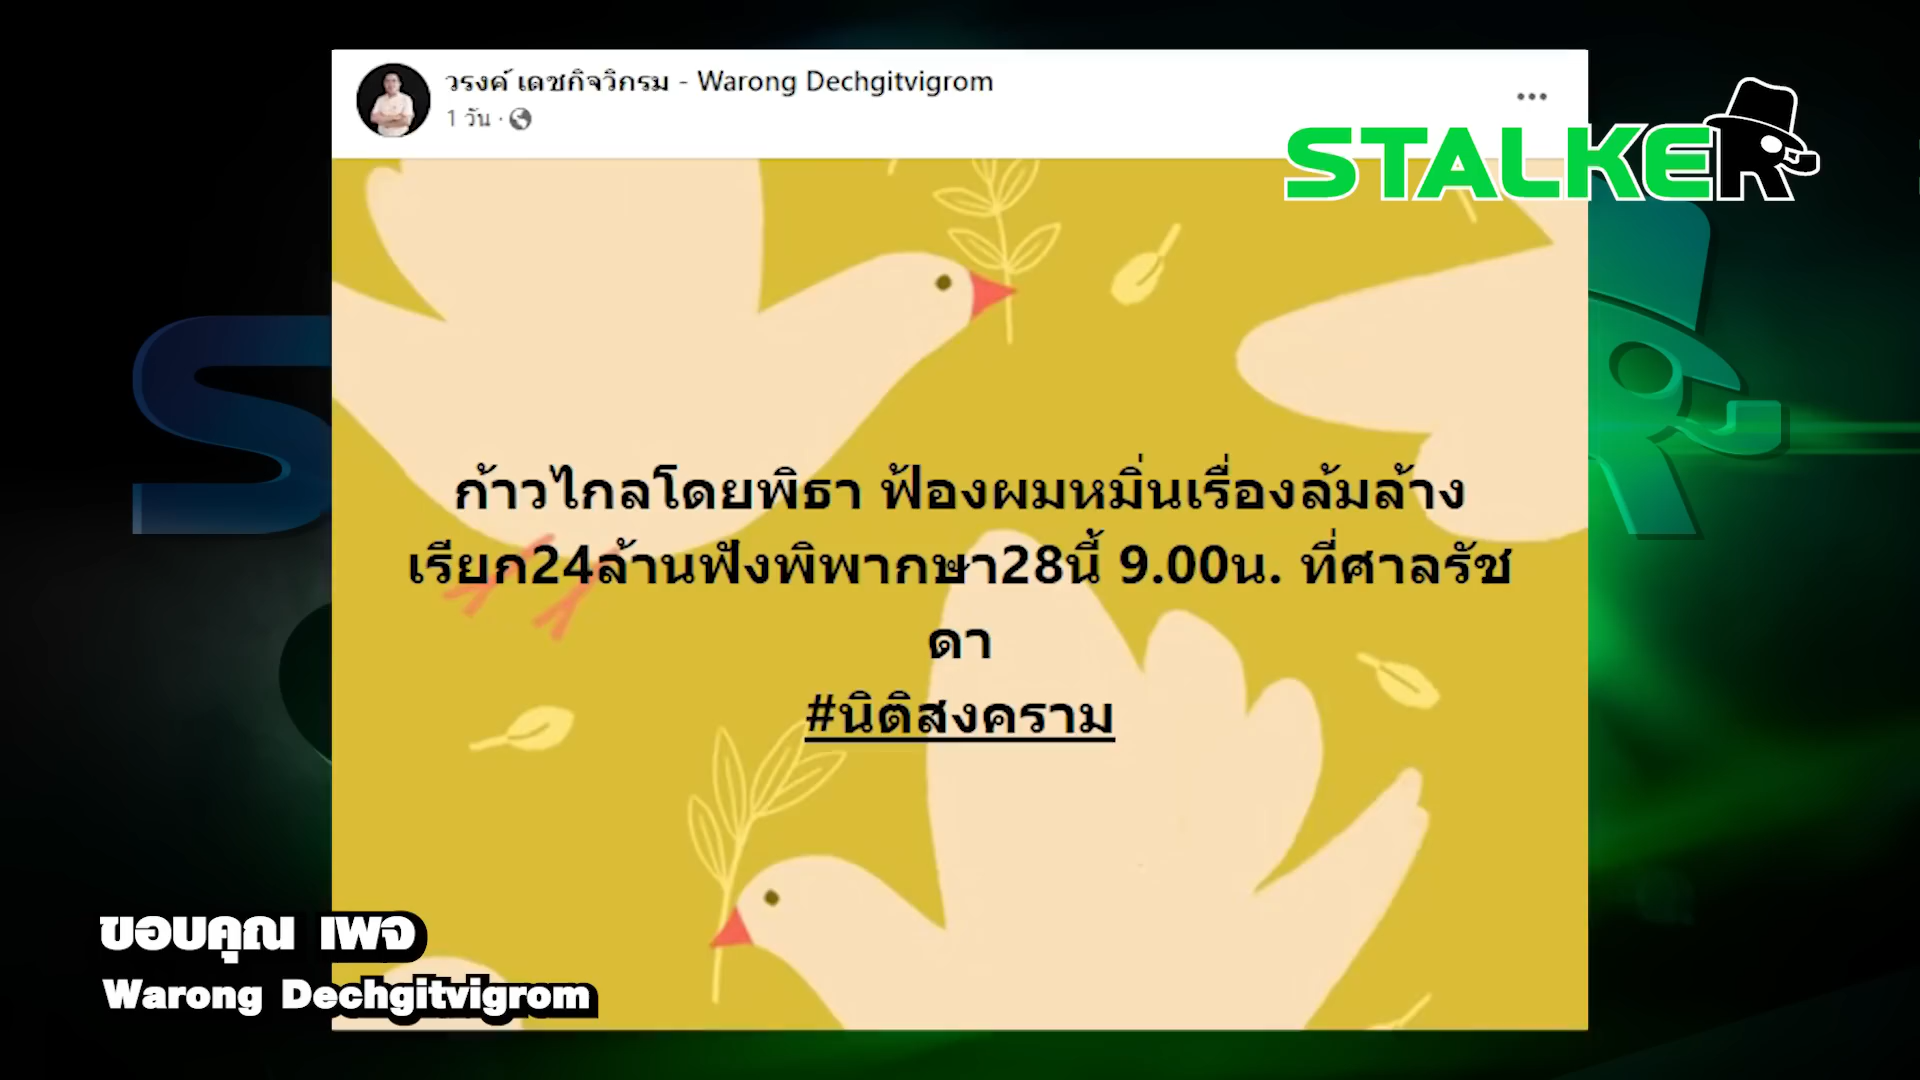 วรงค์ เดชกิจวิกรม - Warong Dechgitvigrom
1 วัน ·
STALKER
ก้าวไกลโดยพิธา ฟ้องผมหมิ่นเรื่องล้มล้าง
เรียก24ล้านฟังพิพากษา28นี้ 9.00น. ที่ศาลรัช
ดา
#นิติสงคราม
ขอบคุณ เพจ
Warong Dechgitvigrom